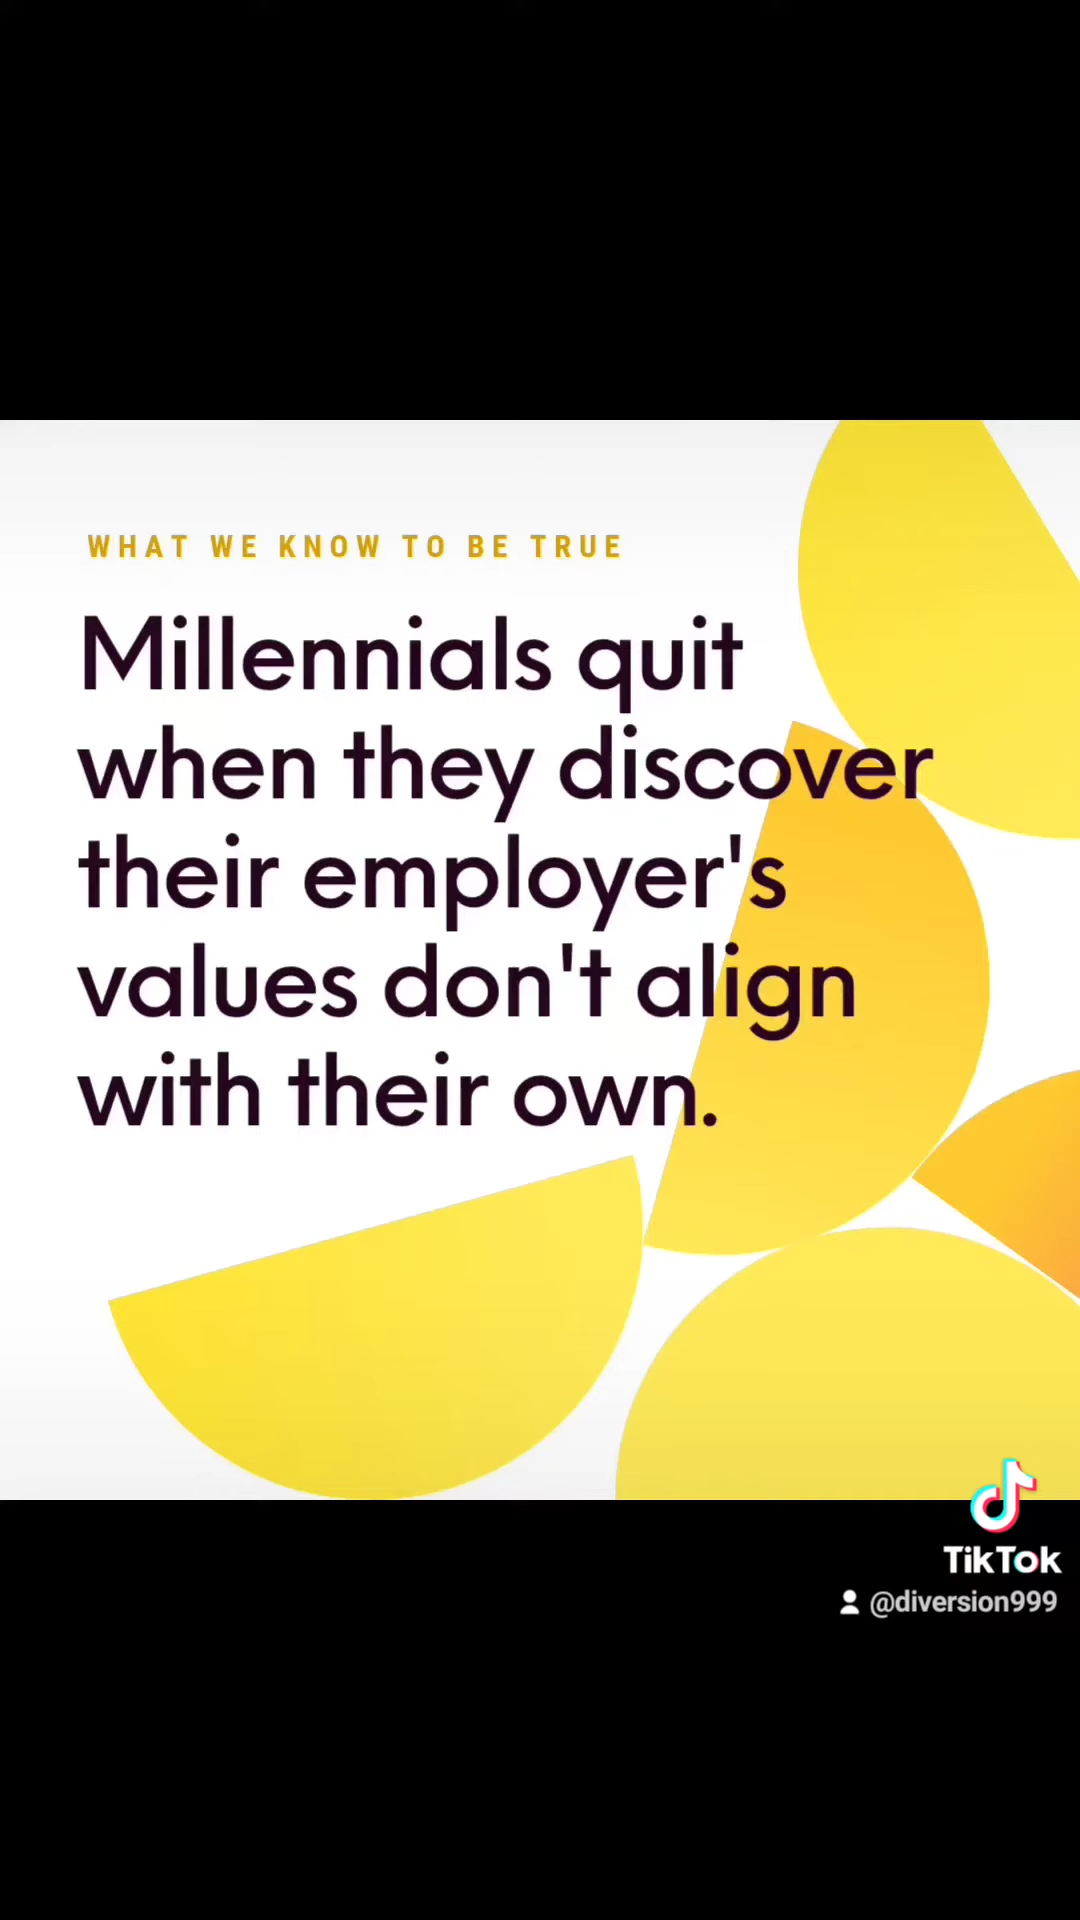 WHAT WE KNOW TO BE TRUE
Millennials quit
when they discover
their employer's
values don't align
with their own.
TikTok
@diversion999